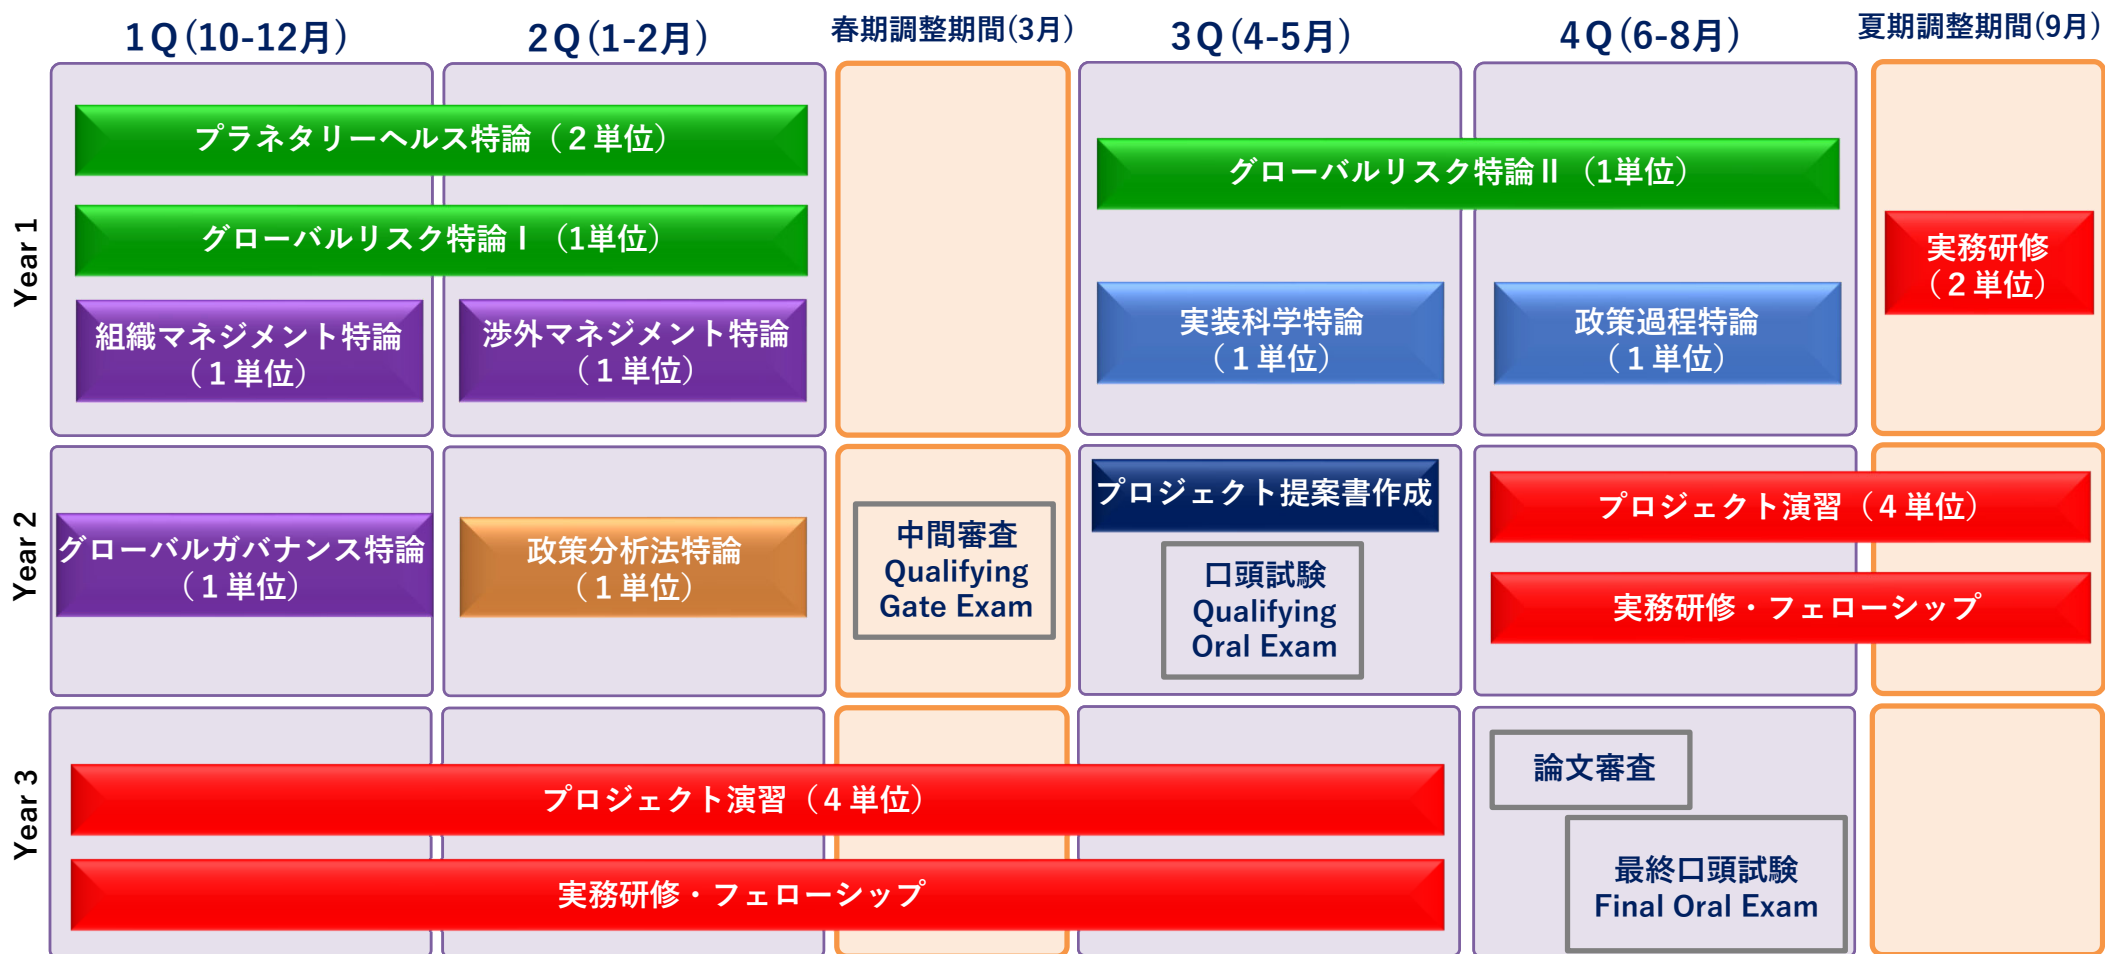 1Q(10-12月)
2Q(1-2月)
春期調整期間(3月)
3Q(4-5月)
4Q(6-8月)
夏期調整期間(9月)
Year 1
プラネタリーヘルス特論（２単位）
グローバルリスク特論Ⅰ（1単位）
組織マネジメント特論
（１単位）
渉外マネジメント特論
（１単位）
グローバルリスク特論Ⅱ（1単位）
実装科学特論
（１単位）
政策過程特論
（１単位）
実務研修
（２単位）
Year 2
グローバルガバナンス特論
（１単位）
政策分析法特論
（１単位）
中間審査
Qualifying
Gate Exam
プロジェクト提案書作成
口頭試験
Qualifying
Oral Exam
プロジェクト演習（４単位）
実務研修・フェローシップ
Year 3
プロジェクト演習（４単位）
実務研修・フェローシップ
論文審査
最終口頭試験
Final Oral Exam